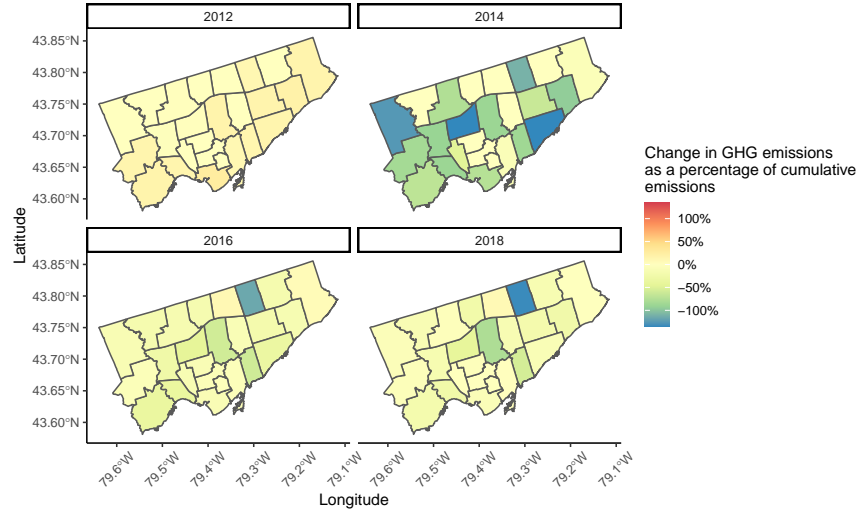 2012
2014
43.85°N
43.80°N
43.75°N
43.70°N
43.65°N
43.60°N
Change in GHG emissions
as a percentage of cumulative
emissions
100%
50%
0%
−50%
−100%
Latitude
2016
2018
43.85°N
43.80°N
43.75°N
43.70°N
43.65°N
43.60°N
79.6°W
79.5°W
79.4°W
79.3°W
79.2°W
79.1°W
79.6°W
79.5°W
79.4°W
79.3°W
79.2°W
79.1°W
Longitude